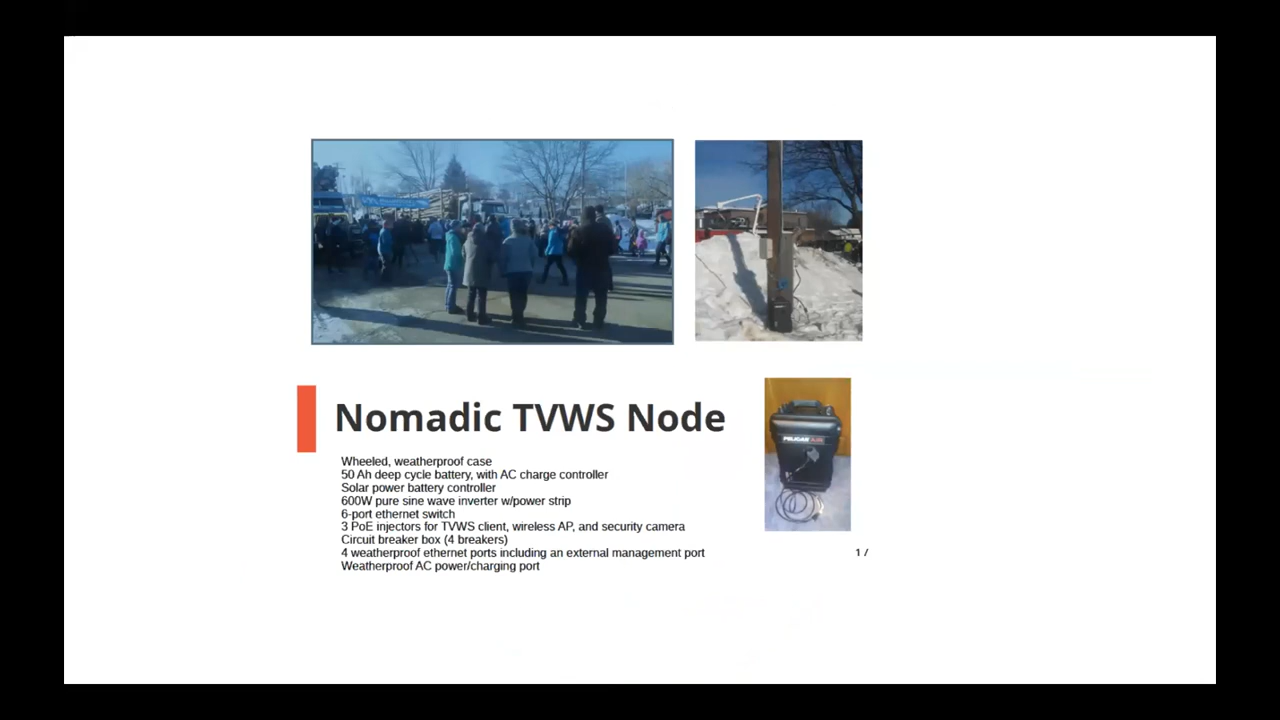 Nomadic TVWS Node
PELICAN AIR
Wheeled, weatherproof case
50 Ah deep cycle battery, with AC charge controller
Solar power battery controller
600W pure sine wave inverter w/power strip
6-port ethernet switch
3 PoE injectors for TVWS client, wireless AP, and security camera
Circuit breaker box (4 breakers)
4 weatherproof ethernet ports including an external management port
1 /
Weatherproof AC power/charging port